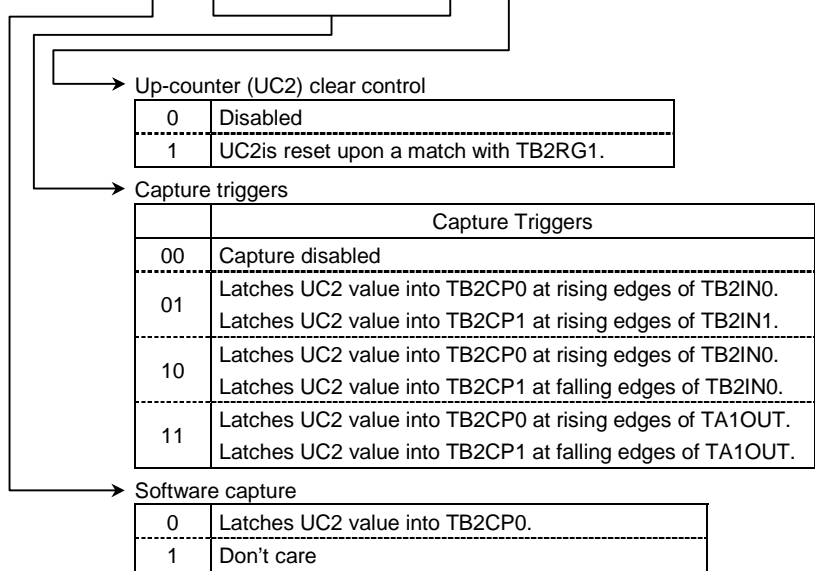 Up-counter (UC2) clear control
0 Disabled
1 UC2is reset upon a match with TB2RG1.
Capture triggers
Capture Triggers
00 Capture disabled
01 Latches UC2 value into TB2CP0 at rising edges of TB2IN0.
Latches UC2 value into TB2CP1 at rising edges of TB2IN1.
10 Latches UC2 value into TB2CP0 at rising edges of TB2IN0.
Latches UC2 value into TB2CP1 at falling edges of TB2IN0.
11 Latches UC2 value into TB2CP0 at rising edges of TA1OUT.
Latches UC2 value into TB2CP1 at falling edges of TA1OUT.
Software capture
0 Latches UC2 value into TB2CP0.
1 Don't care